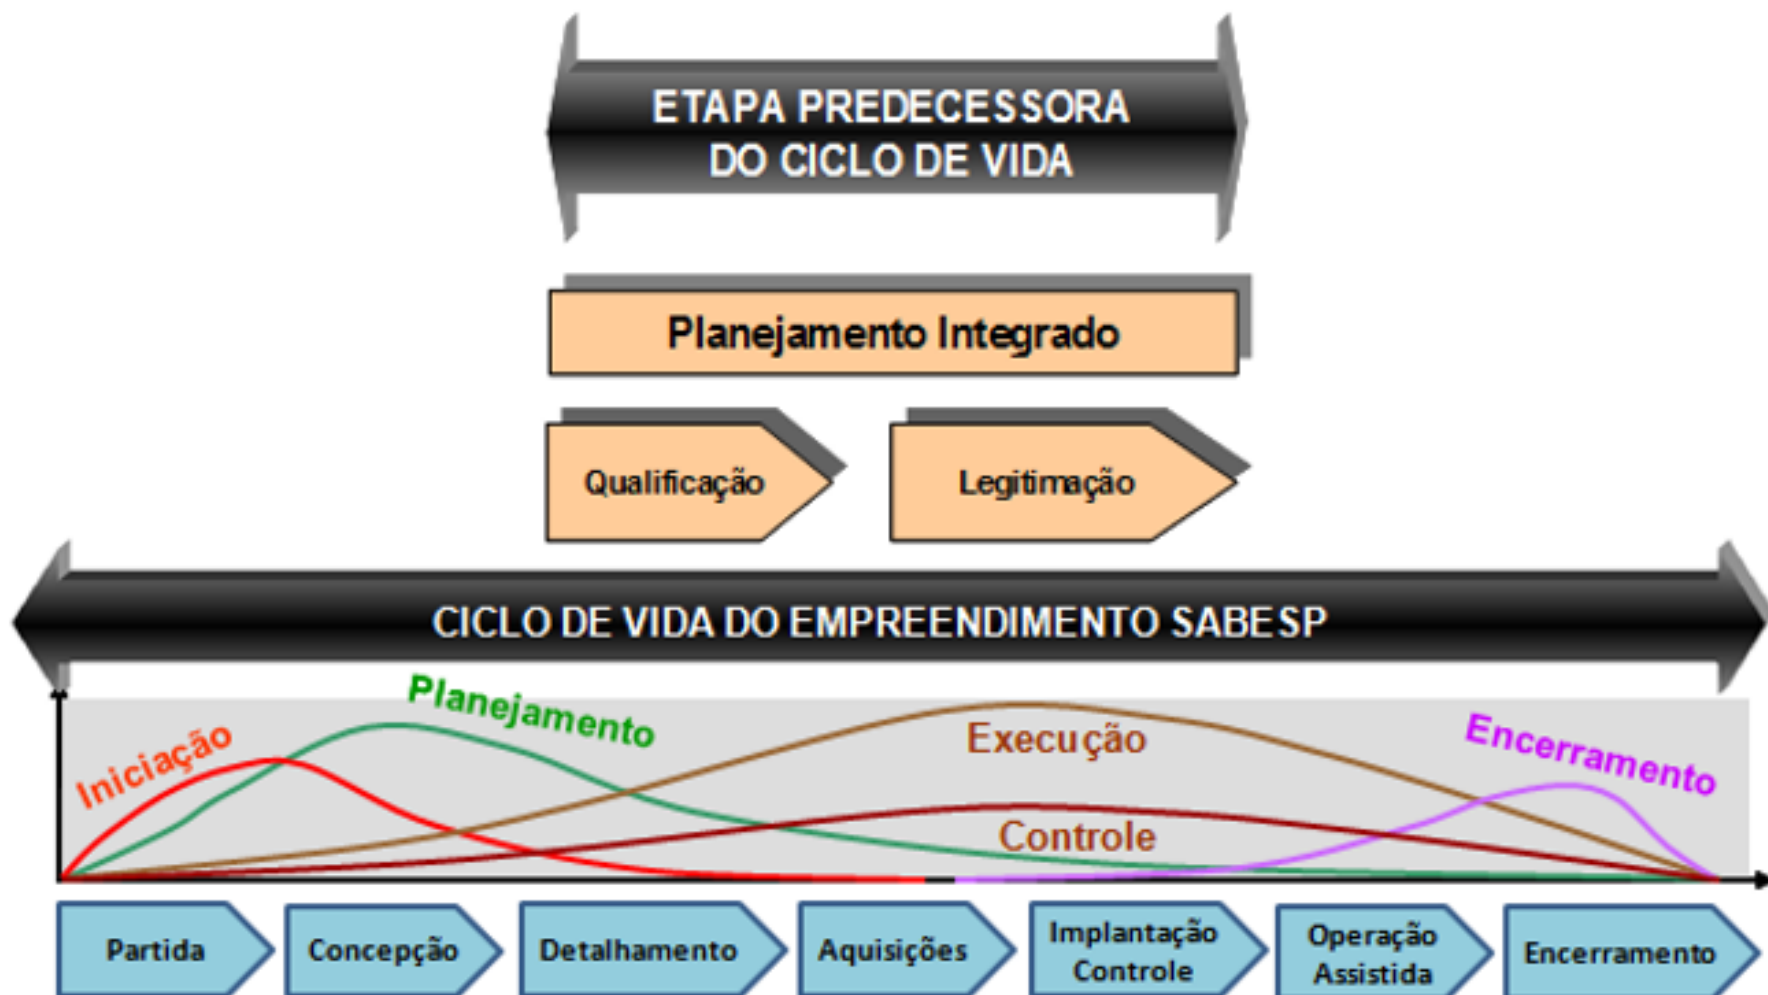 ETAPA PREDECESSORA
DO CICLO DE VIDA
Planejamento Integrado
Qualificação
Legitimação
CICLO DE VIDA DO EMPREENDIMENTO SABESP
Iniciação
Planejamento
Execução
Controle
Encerramento
Partida
Concepção
Detalhamento
Aquisições
Implantação
Controle
Operação
Assistida
Encerramento